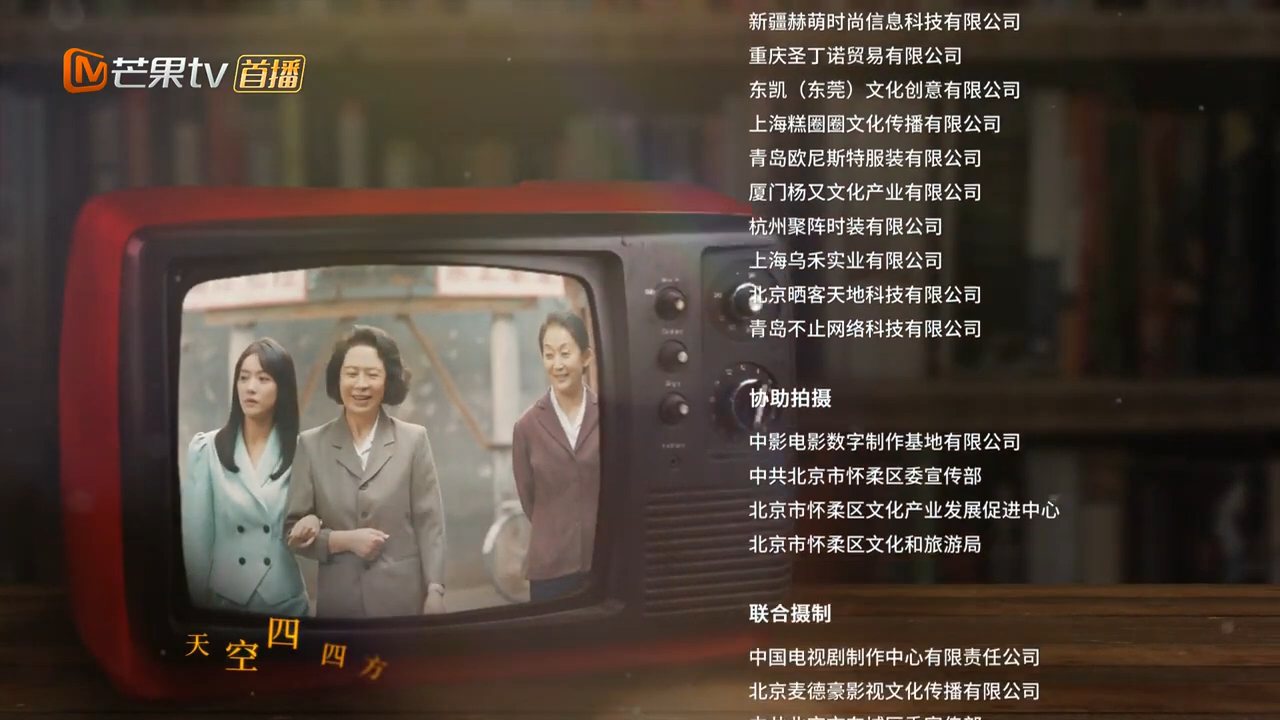 芒果tv 首播
新疆赫萌时尚信息科技有限公司
重庆圣丁诺贸易有限公司
东凯（东莞）文化创意有限公司
上海糕圈圈文化传播有限公司
青岛欧尼斯特服装有限公司
厦门杨又文化产业有限公司
杭州聚阵时装有限公司
上海乌禾实业有限公司
北京晒客天地科技有限公司
青岛不止网络科技有限公司
协助拍摄
中影电影数字制作基地有限公司
中共北京市怀柔区委宣传部
北京市怀柔区文化产业发展促进中心
北京市怀柔区文化和旅游局
联合摄制
中国电视剧制作中心有限责任公司
北京麦德豪影视文化传播有限公司
天空四四方